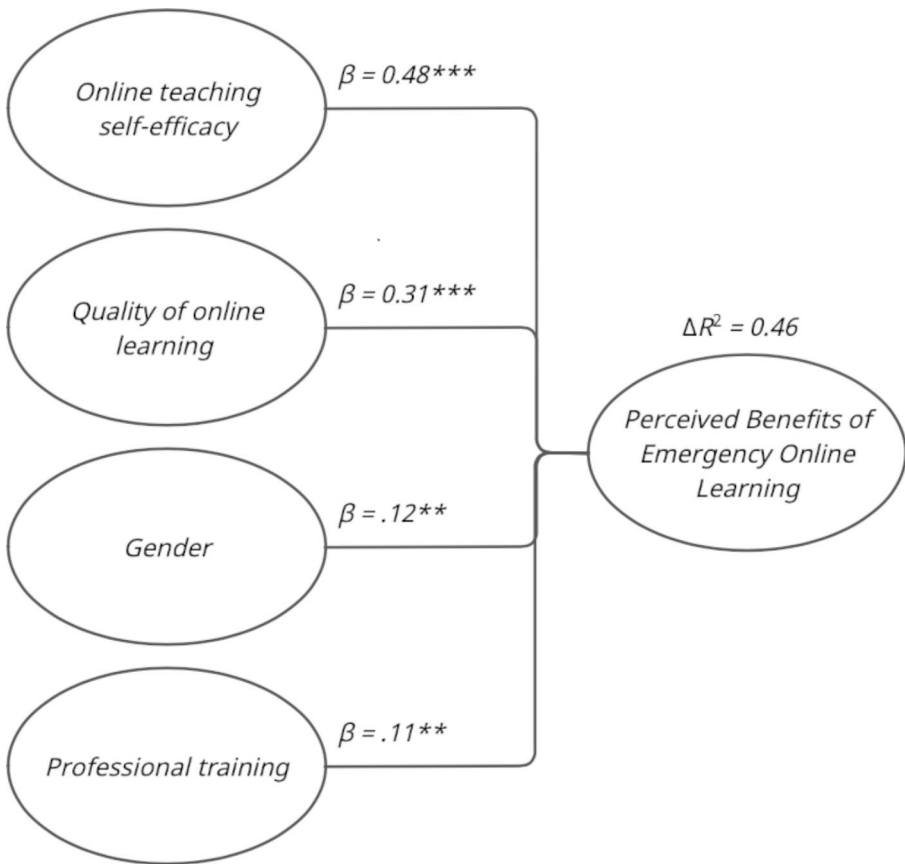 Online teaching
self-efficacy
β = 0.48***
Quality of online
learning
β = 0.31***
Gender
β = .12**
Professional training
β = .11**
ΔR² = 0.46
Perceived Benefits of
Emergency Online
Learning